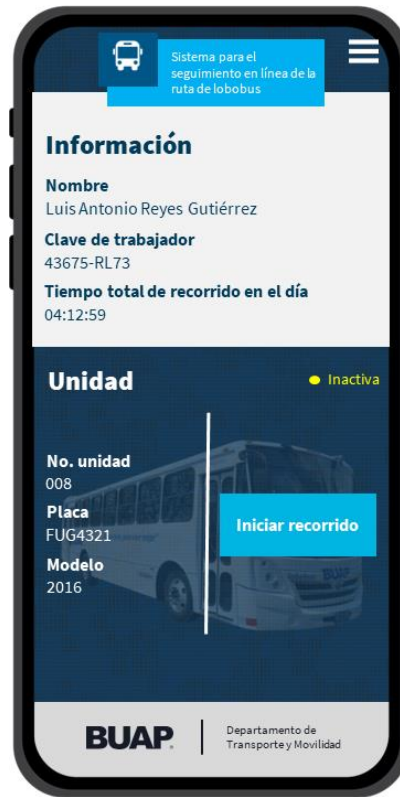 Sistema para el
seguimiento en línea de la
ruta de lobobus
Información
Nombre
Luis Antonio Reyes Gutiérrez
Clave de trabajador
43675-RL73
Tiempo total de recorrido en el día
04:12:59
Unidad
Inactiva
No. unidad
008
Placa
FUG4321
Modelo
2016
Iniciar recorrido
BUAP
BUAP
Departamento de
Transporte y Movilidad